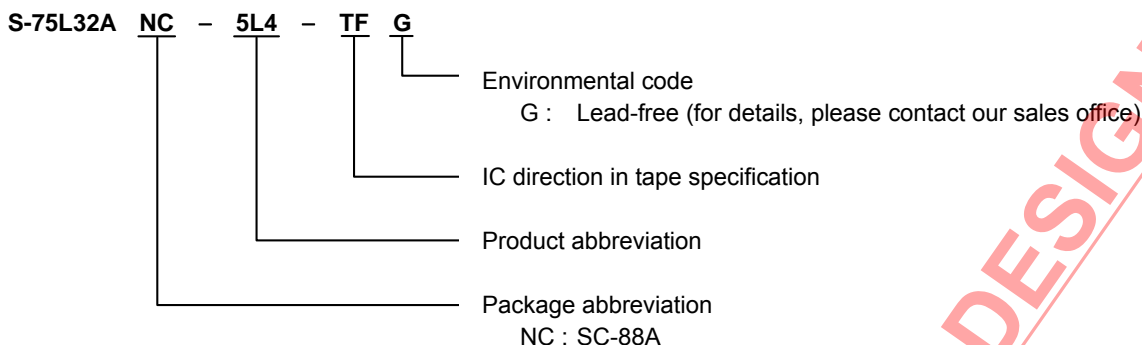 S-75L32A NC – 5L4 – TF G
Environmental code
G : Lead-free (for details, please contact our sales office)
IC direction in tape specification
Product abbreviation
Package abbreviation
NC : SC-88A
DESIGN